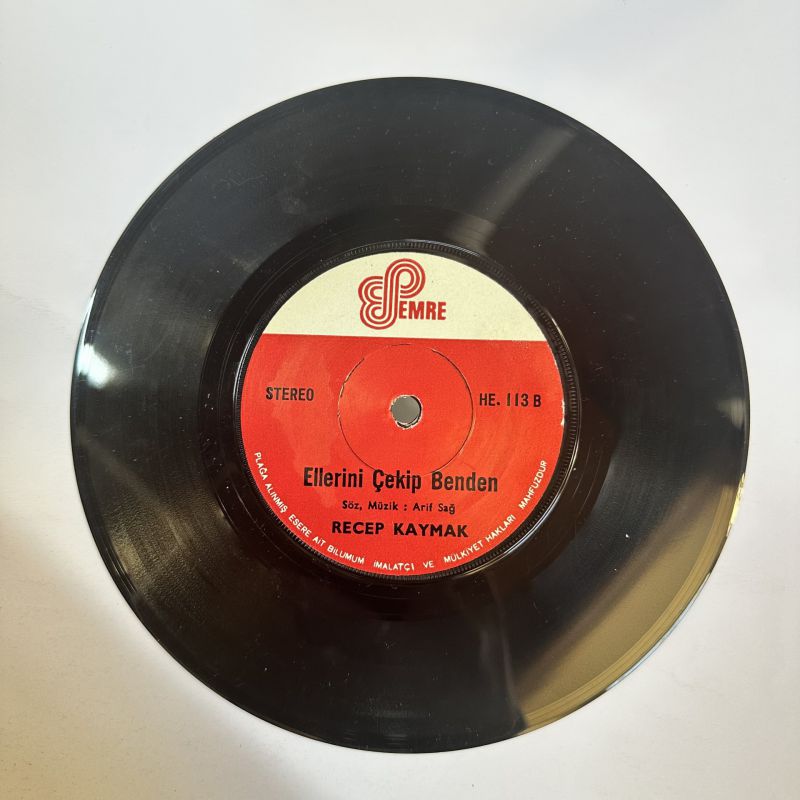 EMRE
STEREO
HE. 113 B
Ellerini Çekip Benden
Söz, Müzik : Arif Sağ
RECEP KAYMAK
PLAĞA ALINMIŞ ESERE AİT BİLUMUM İMALATÇI VE MÜLKİYET HAKLARI MAHFUZDUR